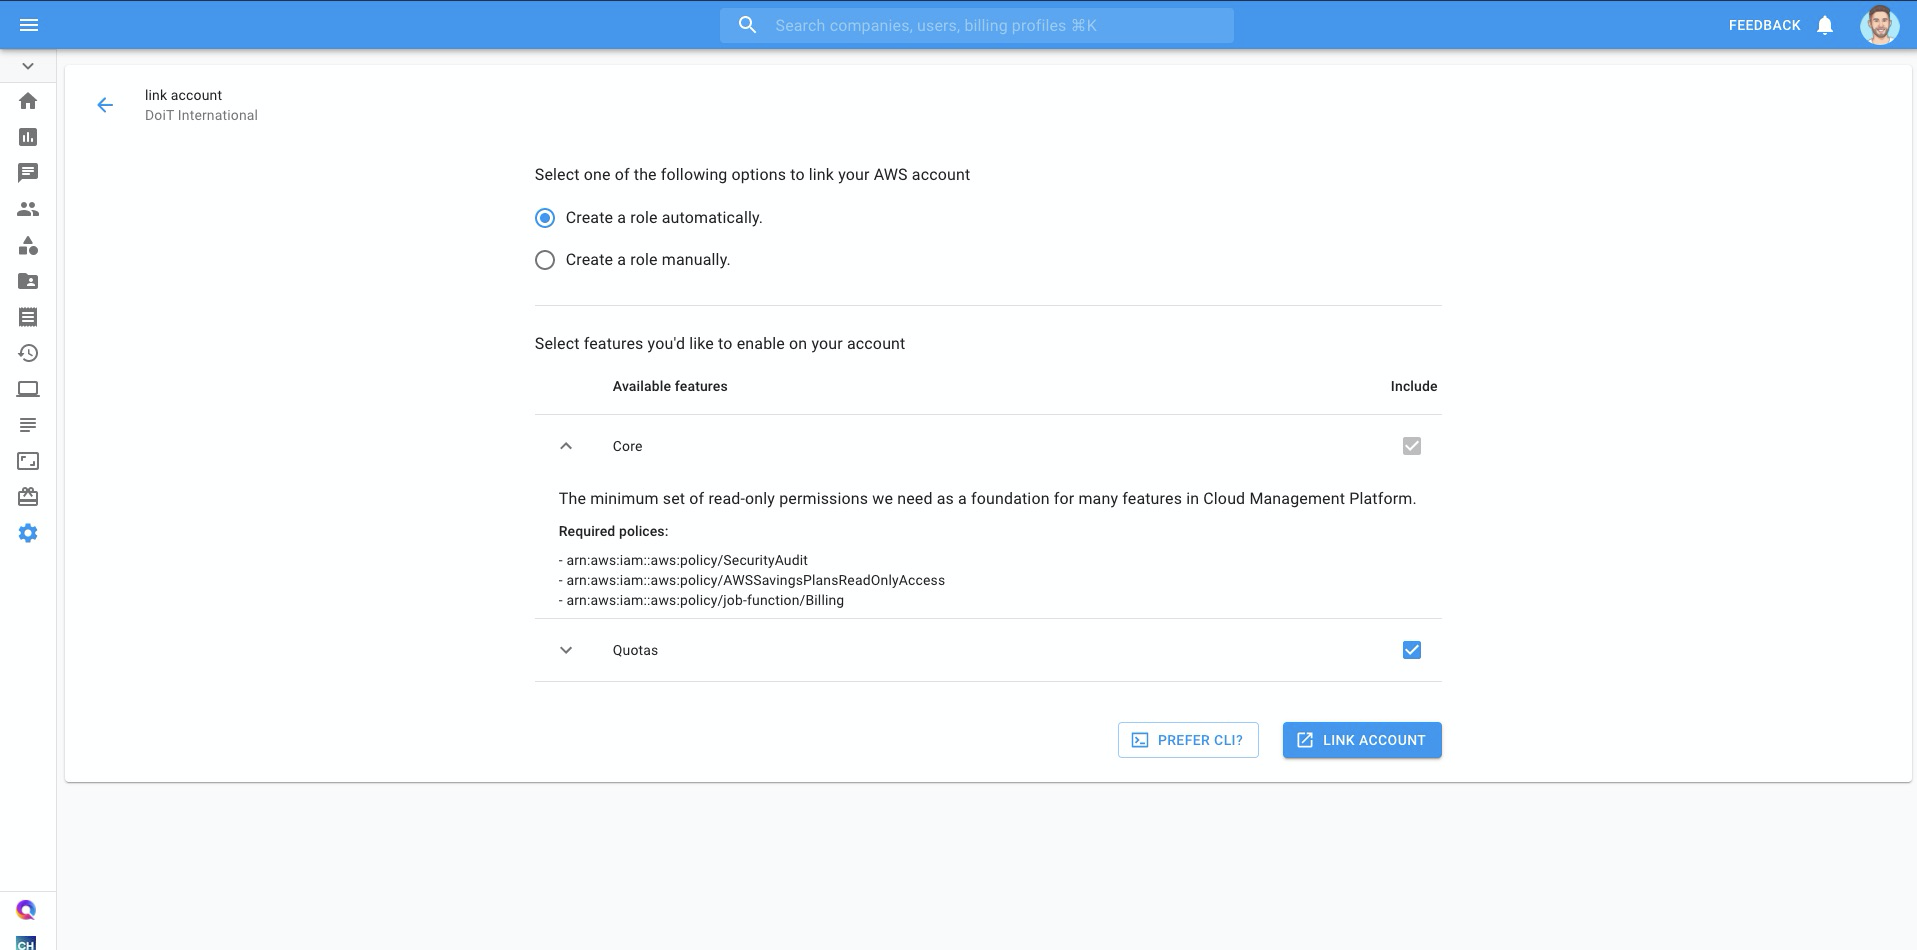 Search companies, users, billing profiles ⌘K
FEEDBACK
link account
DoiT International
Select one of the following options to link your AWS account
Create a role automatically.
Create a role manually.
Select features you'd like to enable on your account
Available features
Include
Core
The minimum set of read-only permissions we need as a foundation for many features in Cloud Management Platform.
Required polices:
- arn:aws:iam::aws:policy/SecurityAudit
- arn:aws:iam::aws:policy/AWSSavingsPlansReadOnlyAccess
- arn:aws:iam::aws:policy/job-function/Billing
Quotas
PREFER CLI?
LINK ACCOUNT
CH